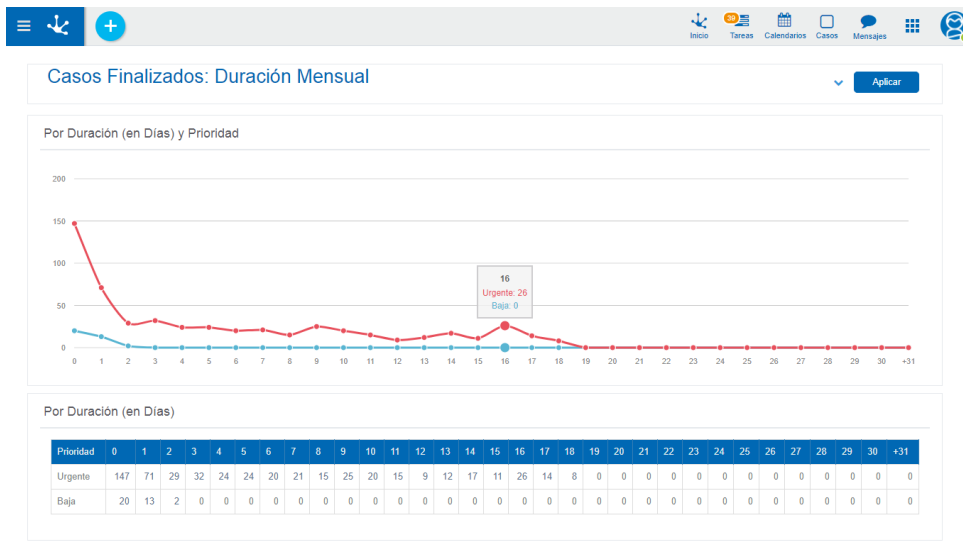 39
Inicio Tareas Calendarios Casos Mensajes
Casos Finalizados: Duración Mensual
Aplicar
Por Duración (en Días) y Prioridad
200
150
100
50
0
16
Urgente: 26
Baja: 0
0 1 2 3 4 5 6 7 8 9 10 11 12 13 14 15 16 17 18 19 20 21 22 23 24 25 26 27 28 29 30 +31
Por Duración (en Días)
Prioridad 0 1 2 3 4 5 6 7 8 9 10 11 12 13 14 15 16 17 18 19 20 21 22 23 24 25 26 27 28 29 30 +31
Urgente 147 71 29 32 24 24 20 21 15 25 20 15 9 12 17 11 26 14 8 0 0 0 0 0 0 0 0 0 0 0 0 0
Baja 20 13 2 0 0 0 0 0 0 0 0 0 0 0 0 0 0 0 0 0 0 0 0 0 0 0 0 0 0 0 0 0